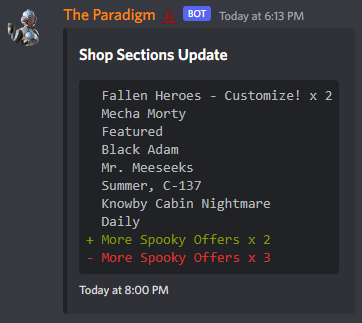 The Paradigm BOT Today at 6:13 PM
Shop Sections Update
Fallen Heroes - Customize! x 2
Mecha Morty
Featured
Black Adam
Mr. Meeseeks
Summer, C-137
Knowby Cabin Nightmare
Daily
+ More Spooky Offers x 2
- More Spooky Offers x 3
Today at 8:00 PM